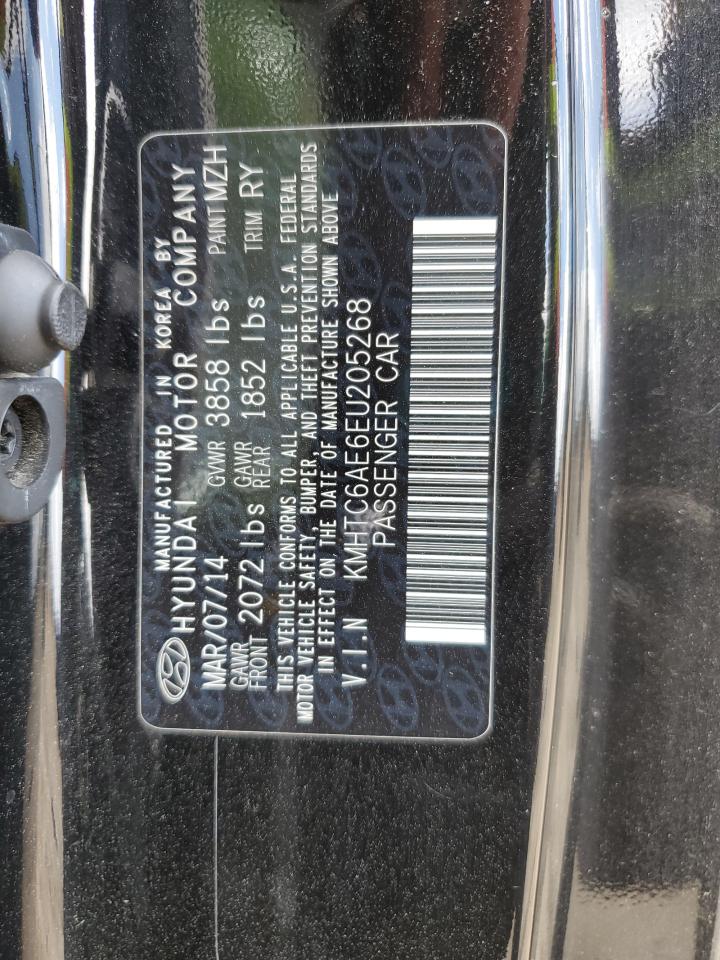 MANUFACTURED IN KOREA BY
HYUNDAI MOTOR COMPANY
MAR/07/14 GVWR 3858 lbs PAINT MZH
GAWR FRONT 2072 lbs GAWR REAR 1852 lbs TRIM RY
THIS VEHICLE CONFORMS TO ALL APPLICABLE U.S.A. FEDERAL
MOTOR VEHICLE SAFETY, BUMPER, AND THEFT PREVENTION STANDARDS
IN EFFECT ON THE DATE OF MANUFACTURE SHOWN ABOVE
V.I.N KMHTC6AE6EU205268
PASSENGER CAR